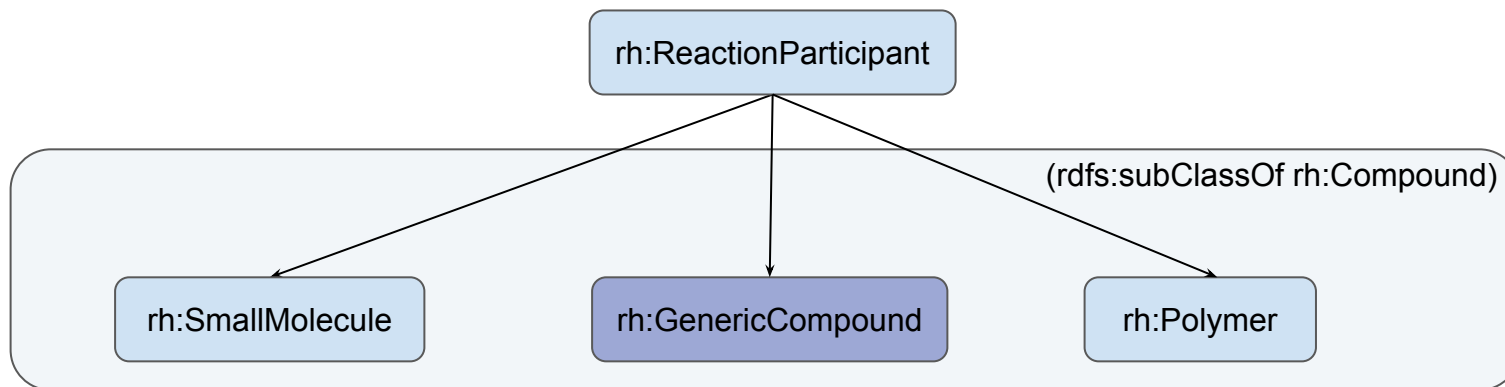 rh:ReactionParticipant
(rdfs:subClassOf rh:Compound)
rh:SmallMolecule
rh:GenericCompound
rh:Polymer